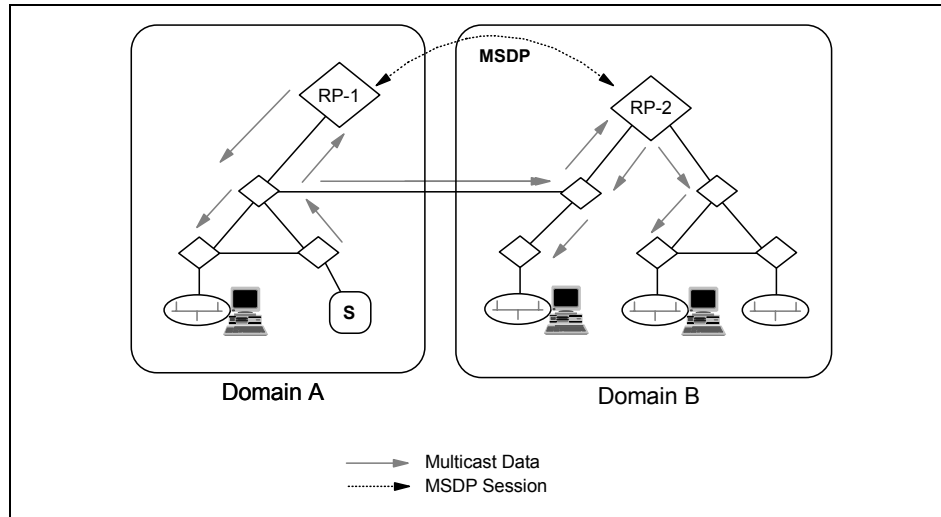 MSDP
RP-1
RP-2
S
Domain A
Domain B
Multicast Data
MSDP Session